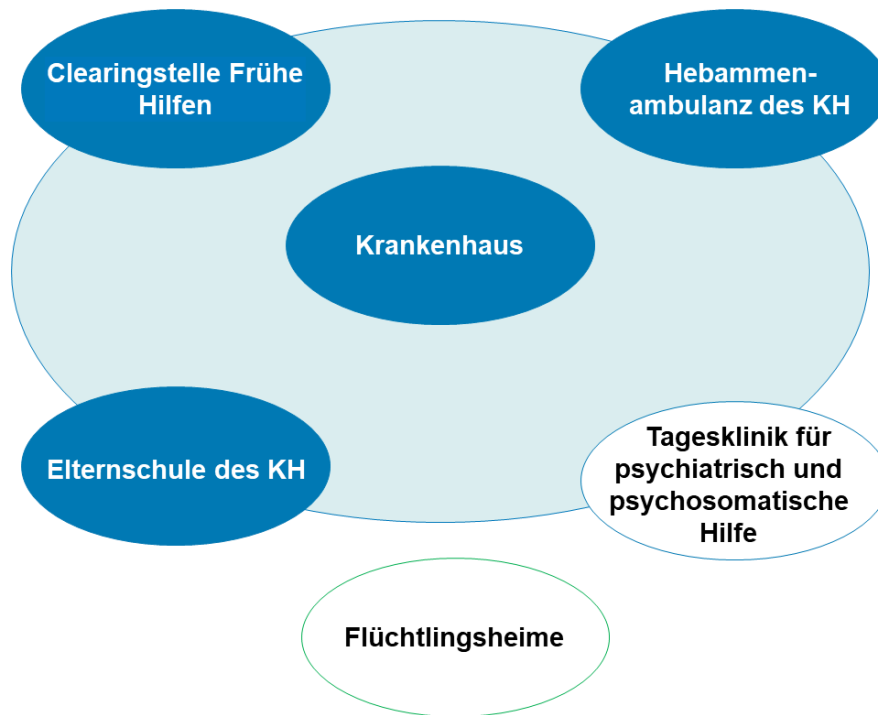 Clearingstelle Frühe
Hilfen
Hebammen-
ambulanz des KH
Krankenhaus
Elternschule des KH
Tagesklinik für
psychiatrisch und
psychosomatische
Hilfe
Flüchtlingsheime